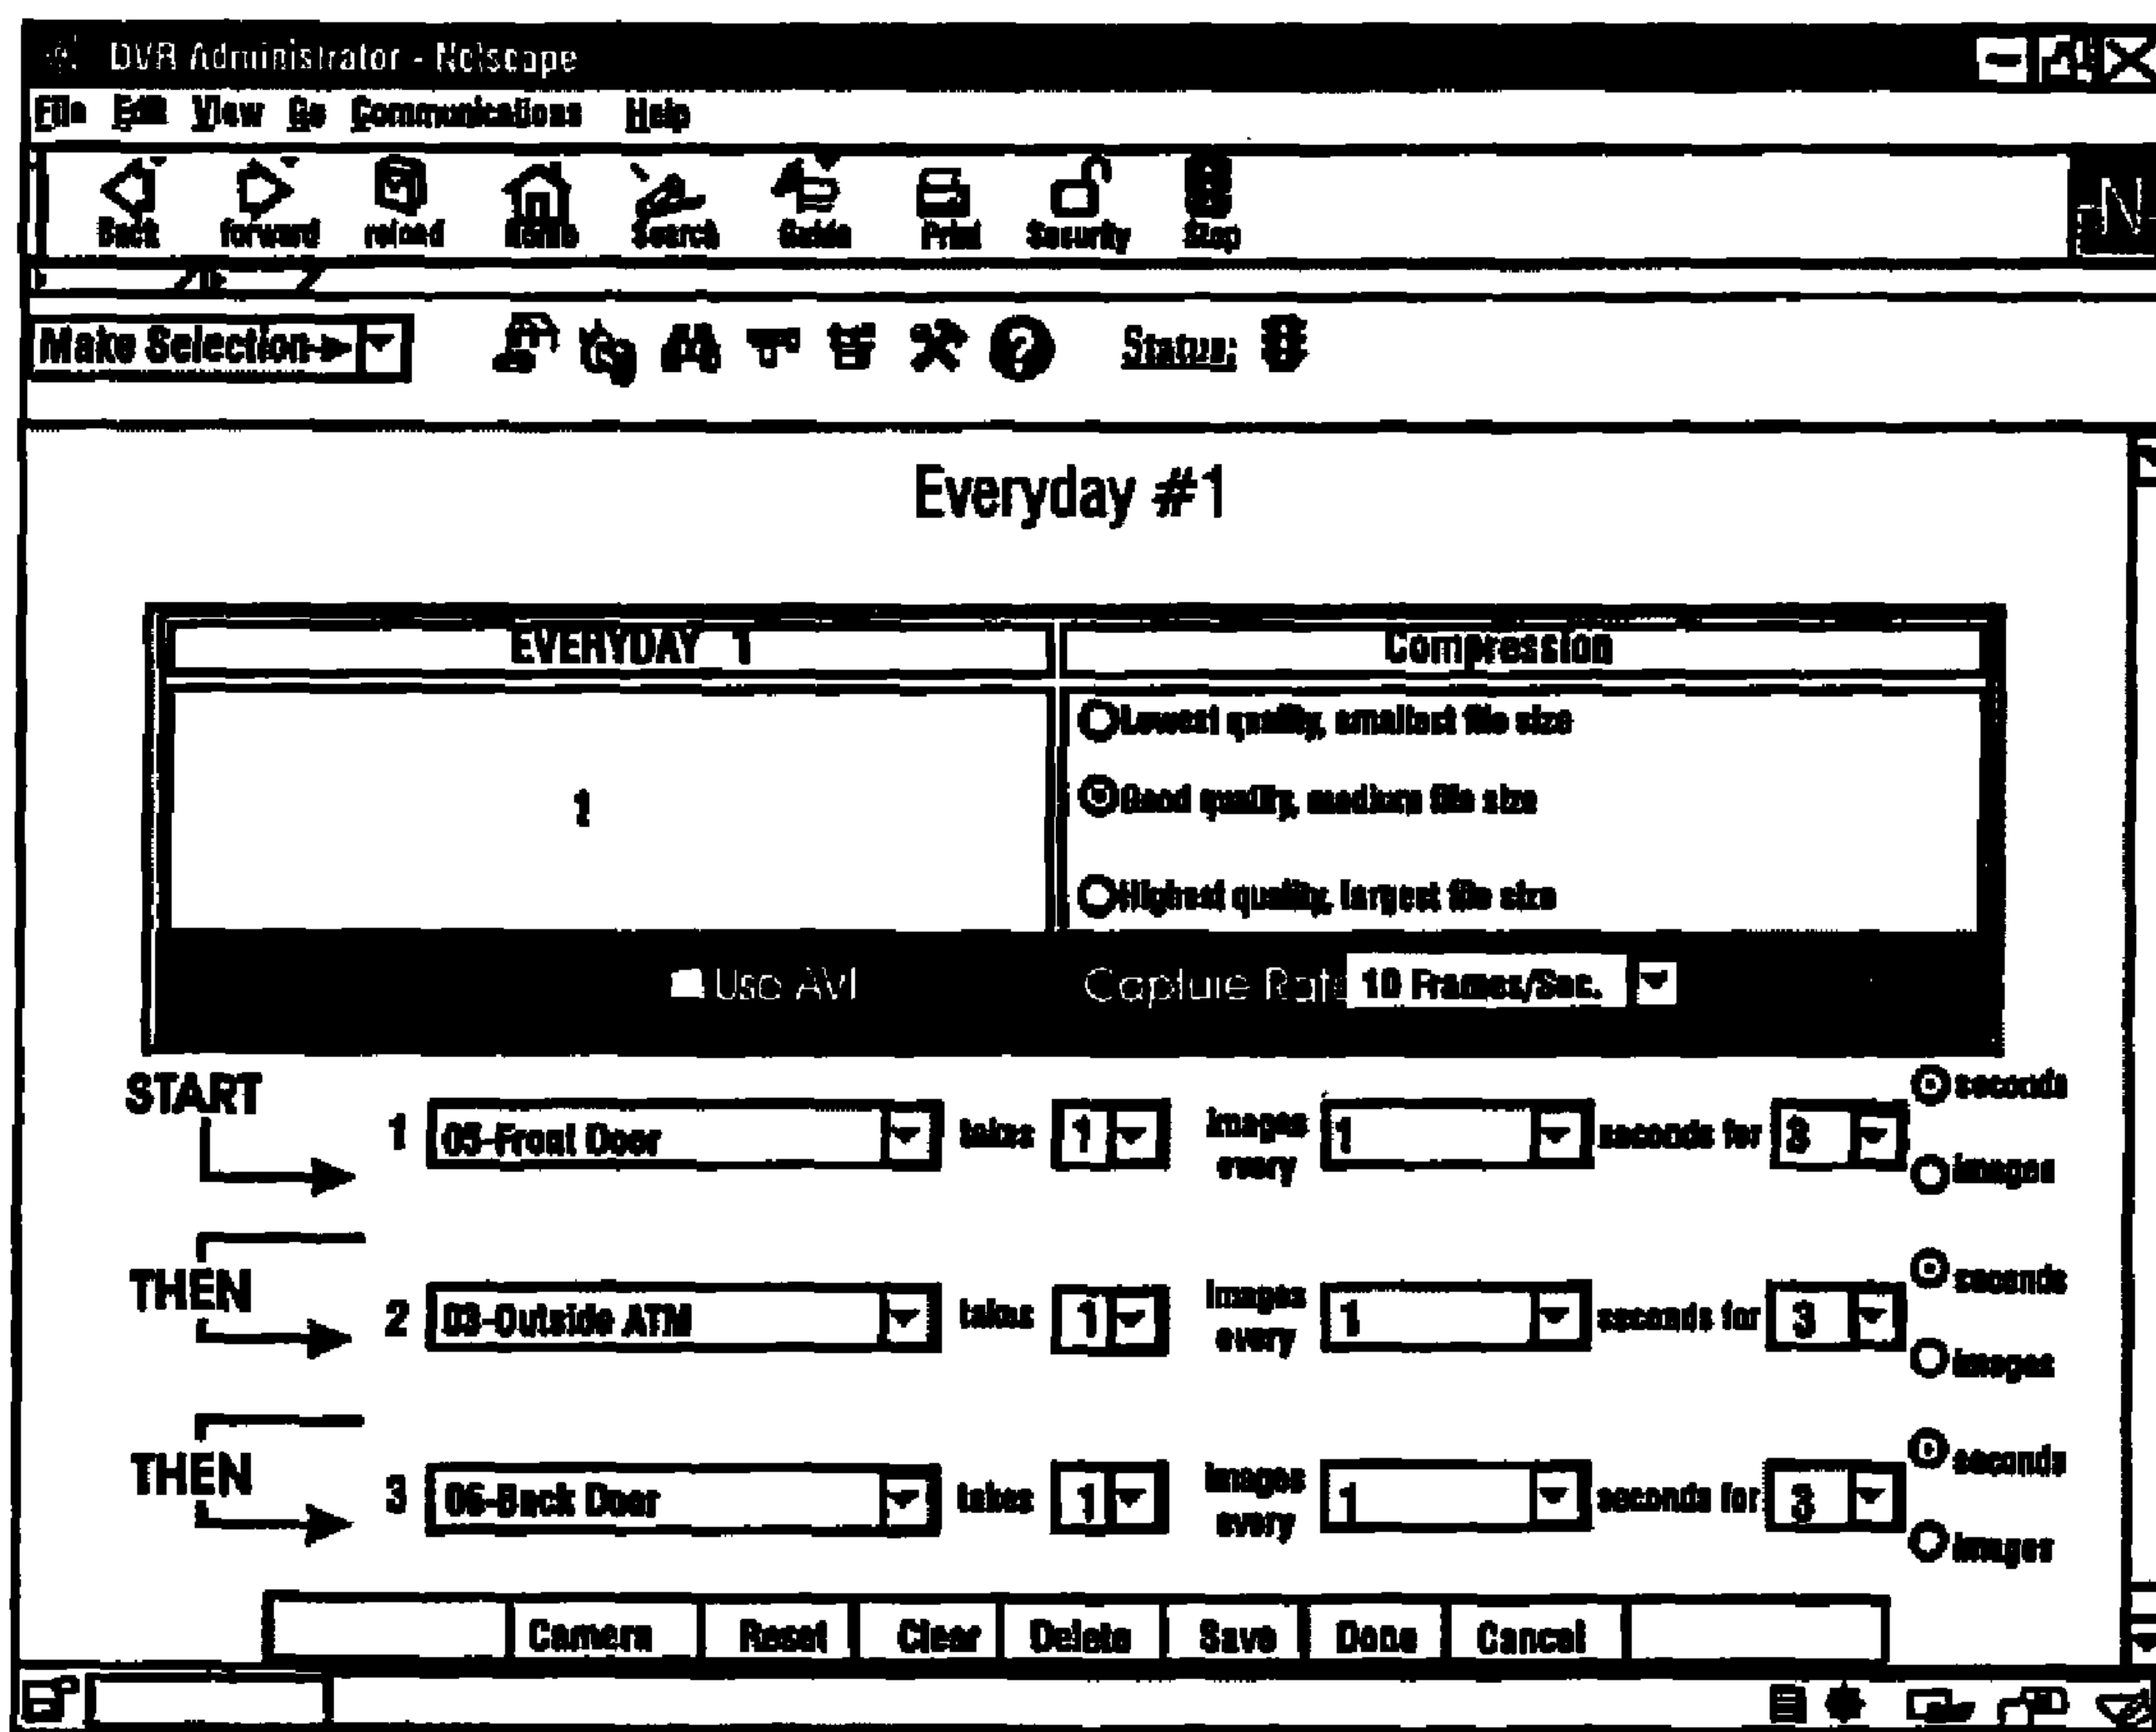 DVR Administrator - Netscape
File Edit View Go Communications Help
Back forward reload Home Search Guide Print Security Stop
N
Make Selection-> Status:
Everyday #1
EVERYDAY 1 Compression
Lowest quality, smallest file size
1 Good quality, medium file size
Highest quality, largest file size
Use AVI Capture Rate 10 Frames/Sec.
START 1 05-Front Door takes 1 images every 1 seconds for 3 seconds images
THEN 2 03-Outside ATM takes 1 images every 1 seconds for 3 seconds images
THEN 3 06-Back Door takes 1 images every 1 seconds for 3 seconds images
Camera Reset Clear Delete Save Done Cancel